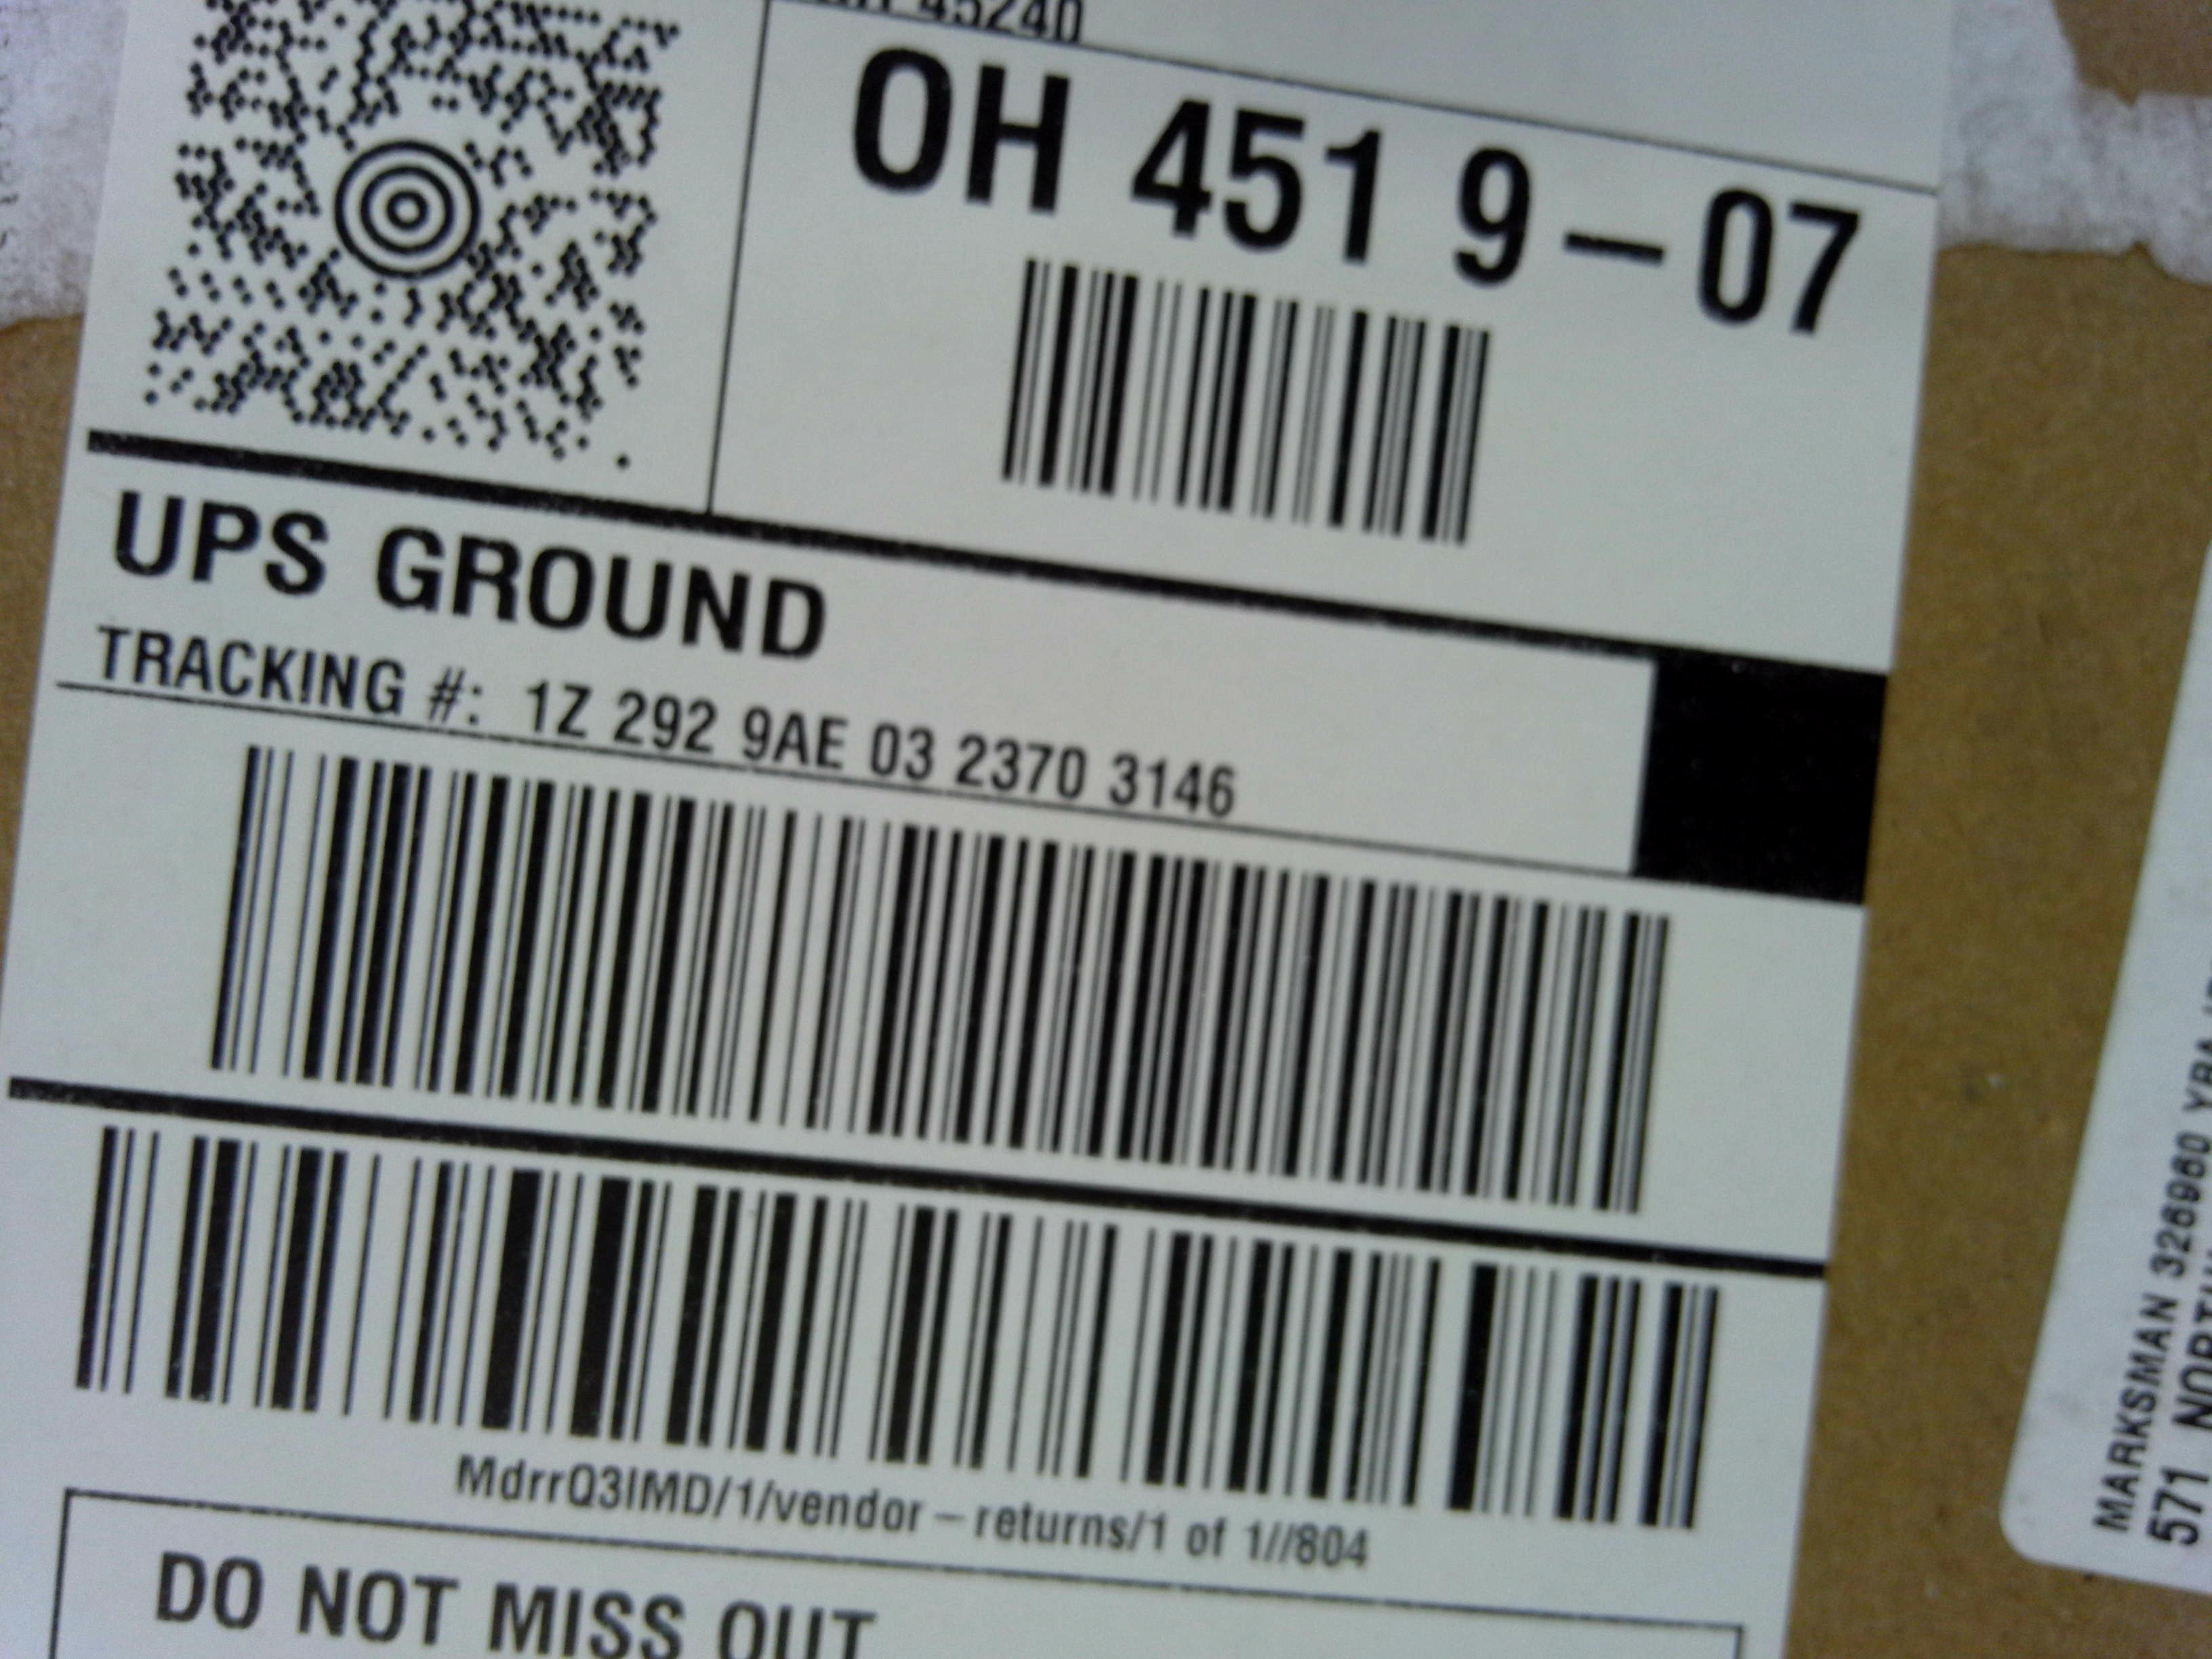 45240
OH 451 9-07
UPS GROUND
TRACKING #: 1Z 292 9AE 03 2370 3146
MdrrQ3IMD/1/vendor-returns/1 of 1//804
DO NOT MISS OUT
MARKSMAN 326960
571